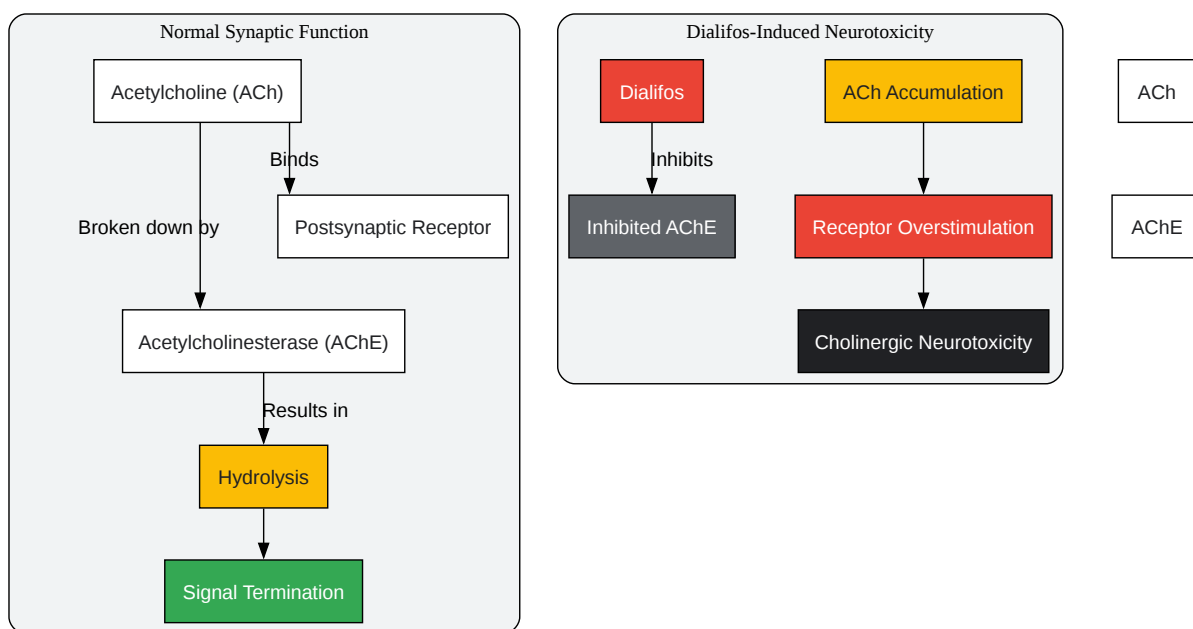 Normal Synaptic Function
Acetylcholine (ACh)
Binds
Postsynaptic Receptor
Broken down by
Acetylcholinesterase (AChE)
Results in
Hydrolysis
Signal Termination
Dialifos-Induced Neurotoxicity
Dialifos
ACh Accumulation
Inhibits
Inhibited AChE
Receptor Overstimulation
Cholinergic Neurotoxicity
ACh
AChE